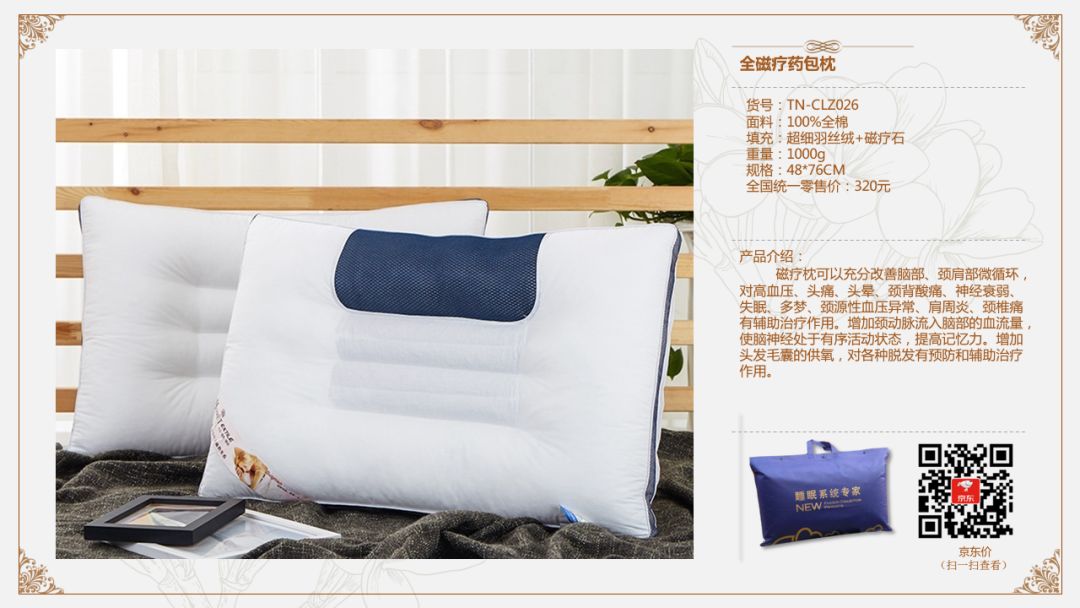 全磁疗药包枕
货号：TN-CLZ026
面料：100%全棉
填充：超细羽丝绒+磁疗石
重量：1000g
规格：48*76CM
全国统一零售价：320元
产品介绍：
磁疗枕可以充分改善脑部、颈肩部微循环，
对高血压、头痛、头晕、颈背酸痛、神经衰弱、
失眠、多梦、颈源性血压异常、肩周炎、颈椎痛
有辅助治疗作用。增加颈动脉流入脑部的血流量，
使脑神经处于有序活动状态，提高记忆力。增加
头发毛囊的供氧，对各种脱发有预防和辅助治疗
作用。
睡眠系统专家
NEW
京东
京东价
（扫一扫查看）